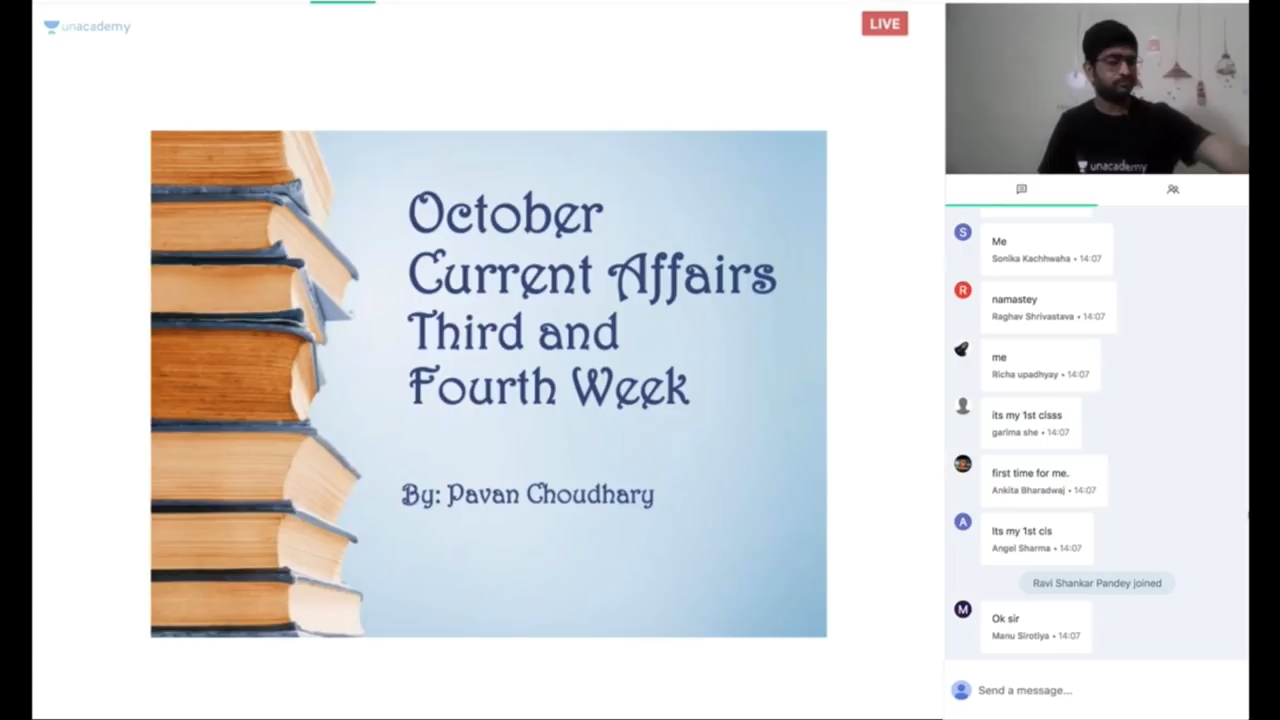 unacademy
LIVE
October
Current Affairs
Third and
Fourth Week
By: Pavan Choudhary
unacademy
S
Me
Sonika Kachhwaha • 14:07
R
namastey
Raghav Shrivastava • 14:07
me
Richa upadhyay • 14:07
its my 1st clsss
garima she • 14:07
first time for me.
Ankita Bharadwaj • 14:07
A
Its my 1st cls
Angel Sharma • 14:07
Ravi Shankar Pandey joined
M
Ok sir
Manu Sirotiya • 14:07
Send a message...